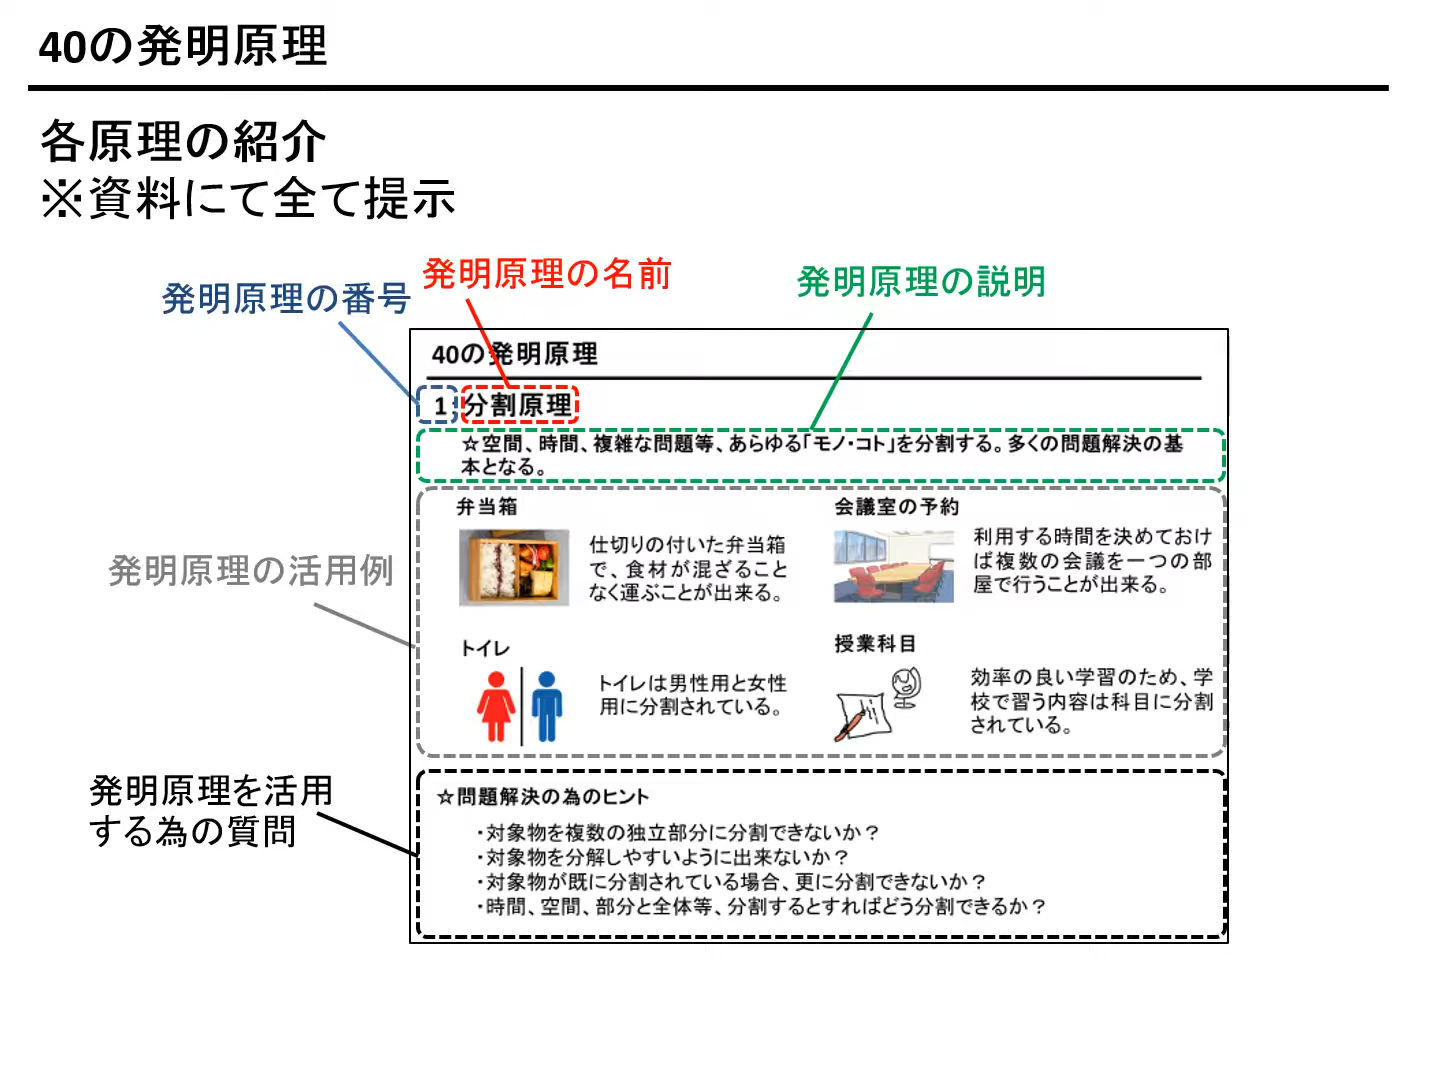 40の発明原理
各原理の紹介
※資料にて全て提示
発明原理の番号
発明原理の名前
発明原理の説明
40の発明原理
1 分割原理
☆空間、時間、複雑な問題等、あらゆる「モノ・コト」を分割する。多くの問題解決の基
本となる。
発明原理の活用例
弁当箱
仕切りの付いた弁当箱
で、食材が混ざること
なく運ぶことが出来る。
会議室の予約
利用する時間を決めておけ
ば複数の会議を一つの部
屋で行うことが出来る。
トイレ
トイレは男性用と女性
用に分割されている。
授業科目
効率の良い学習のため、学
校で習う内容は科目に分割
されている。
発明原理を活用
する為の質問
☆問題解決の為のヒント
・対象物を複数の独立部分に分割できないか？
・対象物を分解しやすいように出来ないか？
・対象物が既に分割されている場合、更に分割できないか？
・時間、空間、部分と全体等、分割するとすればどう分割できるか？